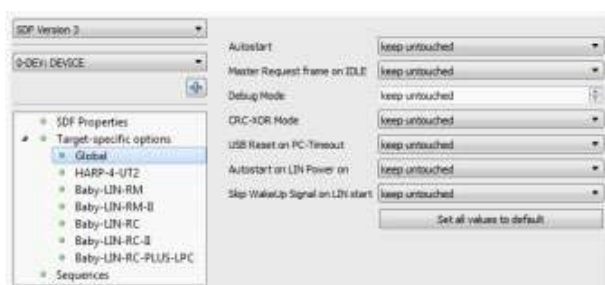 SDF Version 3
0-DEV: DEVICE
SDF Properties
Target-specific options
Global
HARP-4-UT2
Baby-LIN-RM
Baby-LIN-RM-II
Baby-LIN-RC
Baby-LIN-RC-II
Baby-LIN-RC-PLUS-LPC
Sequences
Autostart keep untouched
Master Request frame on IDLE keep untouched
Debug Mode keep untouched
CRC-XOR Mode keep untouched
USB Reset on PC-Timeout keep untouched
Autostart on LIN Power on keep untouched
Skip WakeUp Signal on LIN start keep untouched
Set all values to default